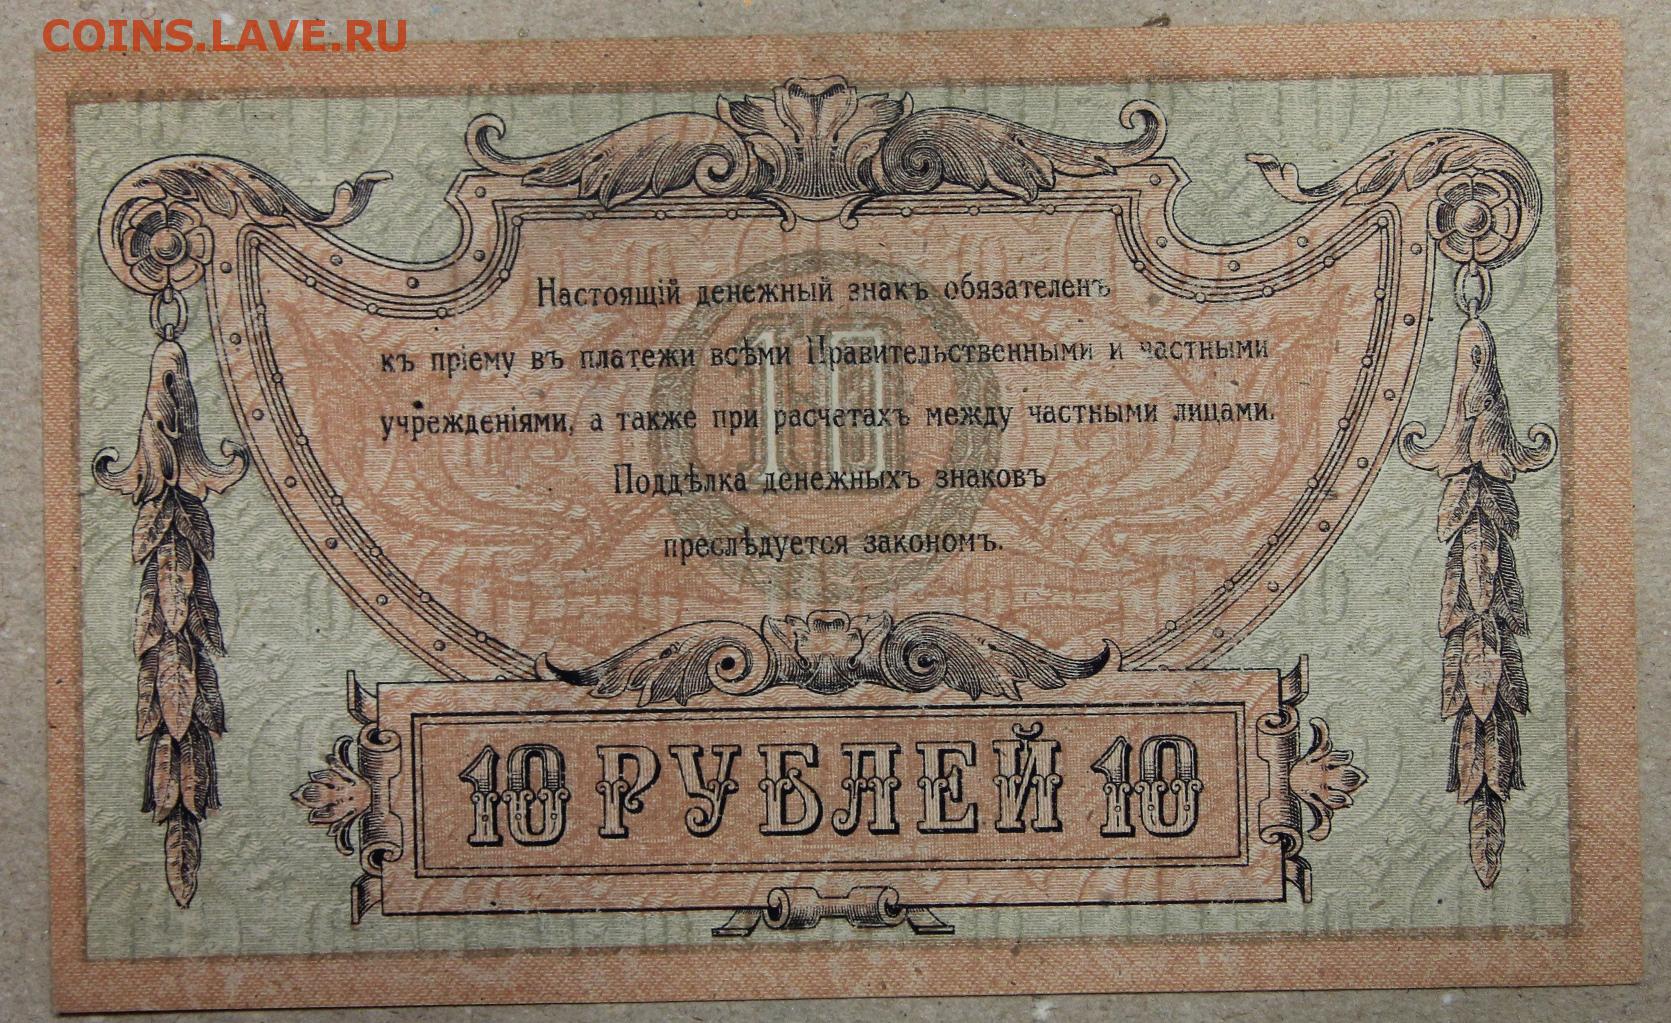 COINS.LAVE.RU
Настоящій денежный знакъ обязателенъ
10
къ пріему въ платежи всѣми Правительственными и частными
учрежденіями, а также при расчетахъ между частными лицами.
Поддѣлка денежныхъ знаковъ
преслѣдуется закономъ.
10 РУБЛЕЙ 10